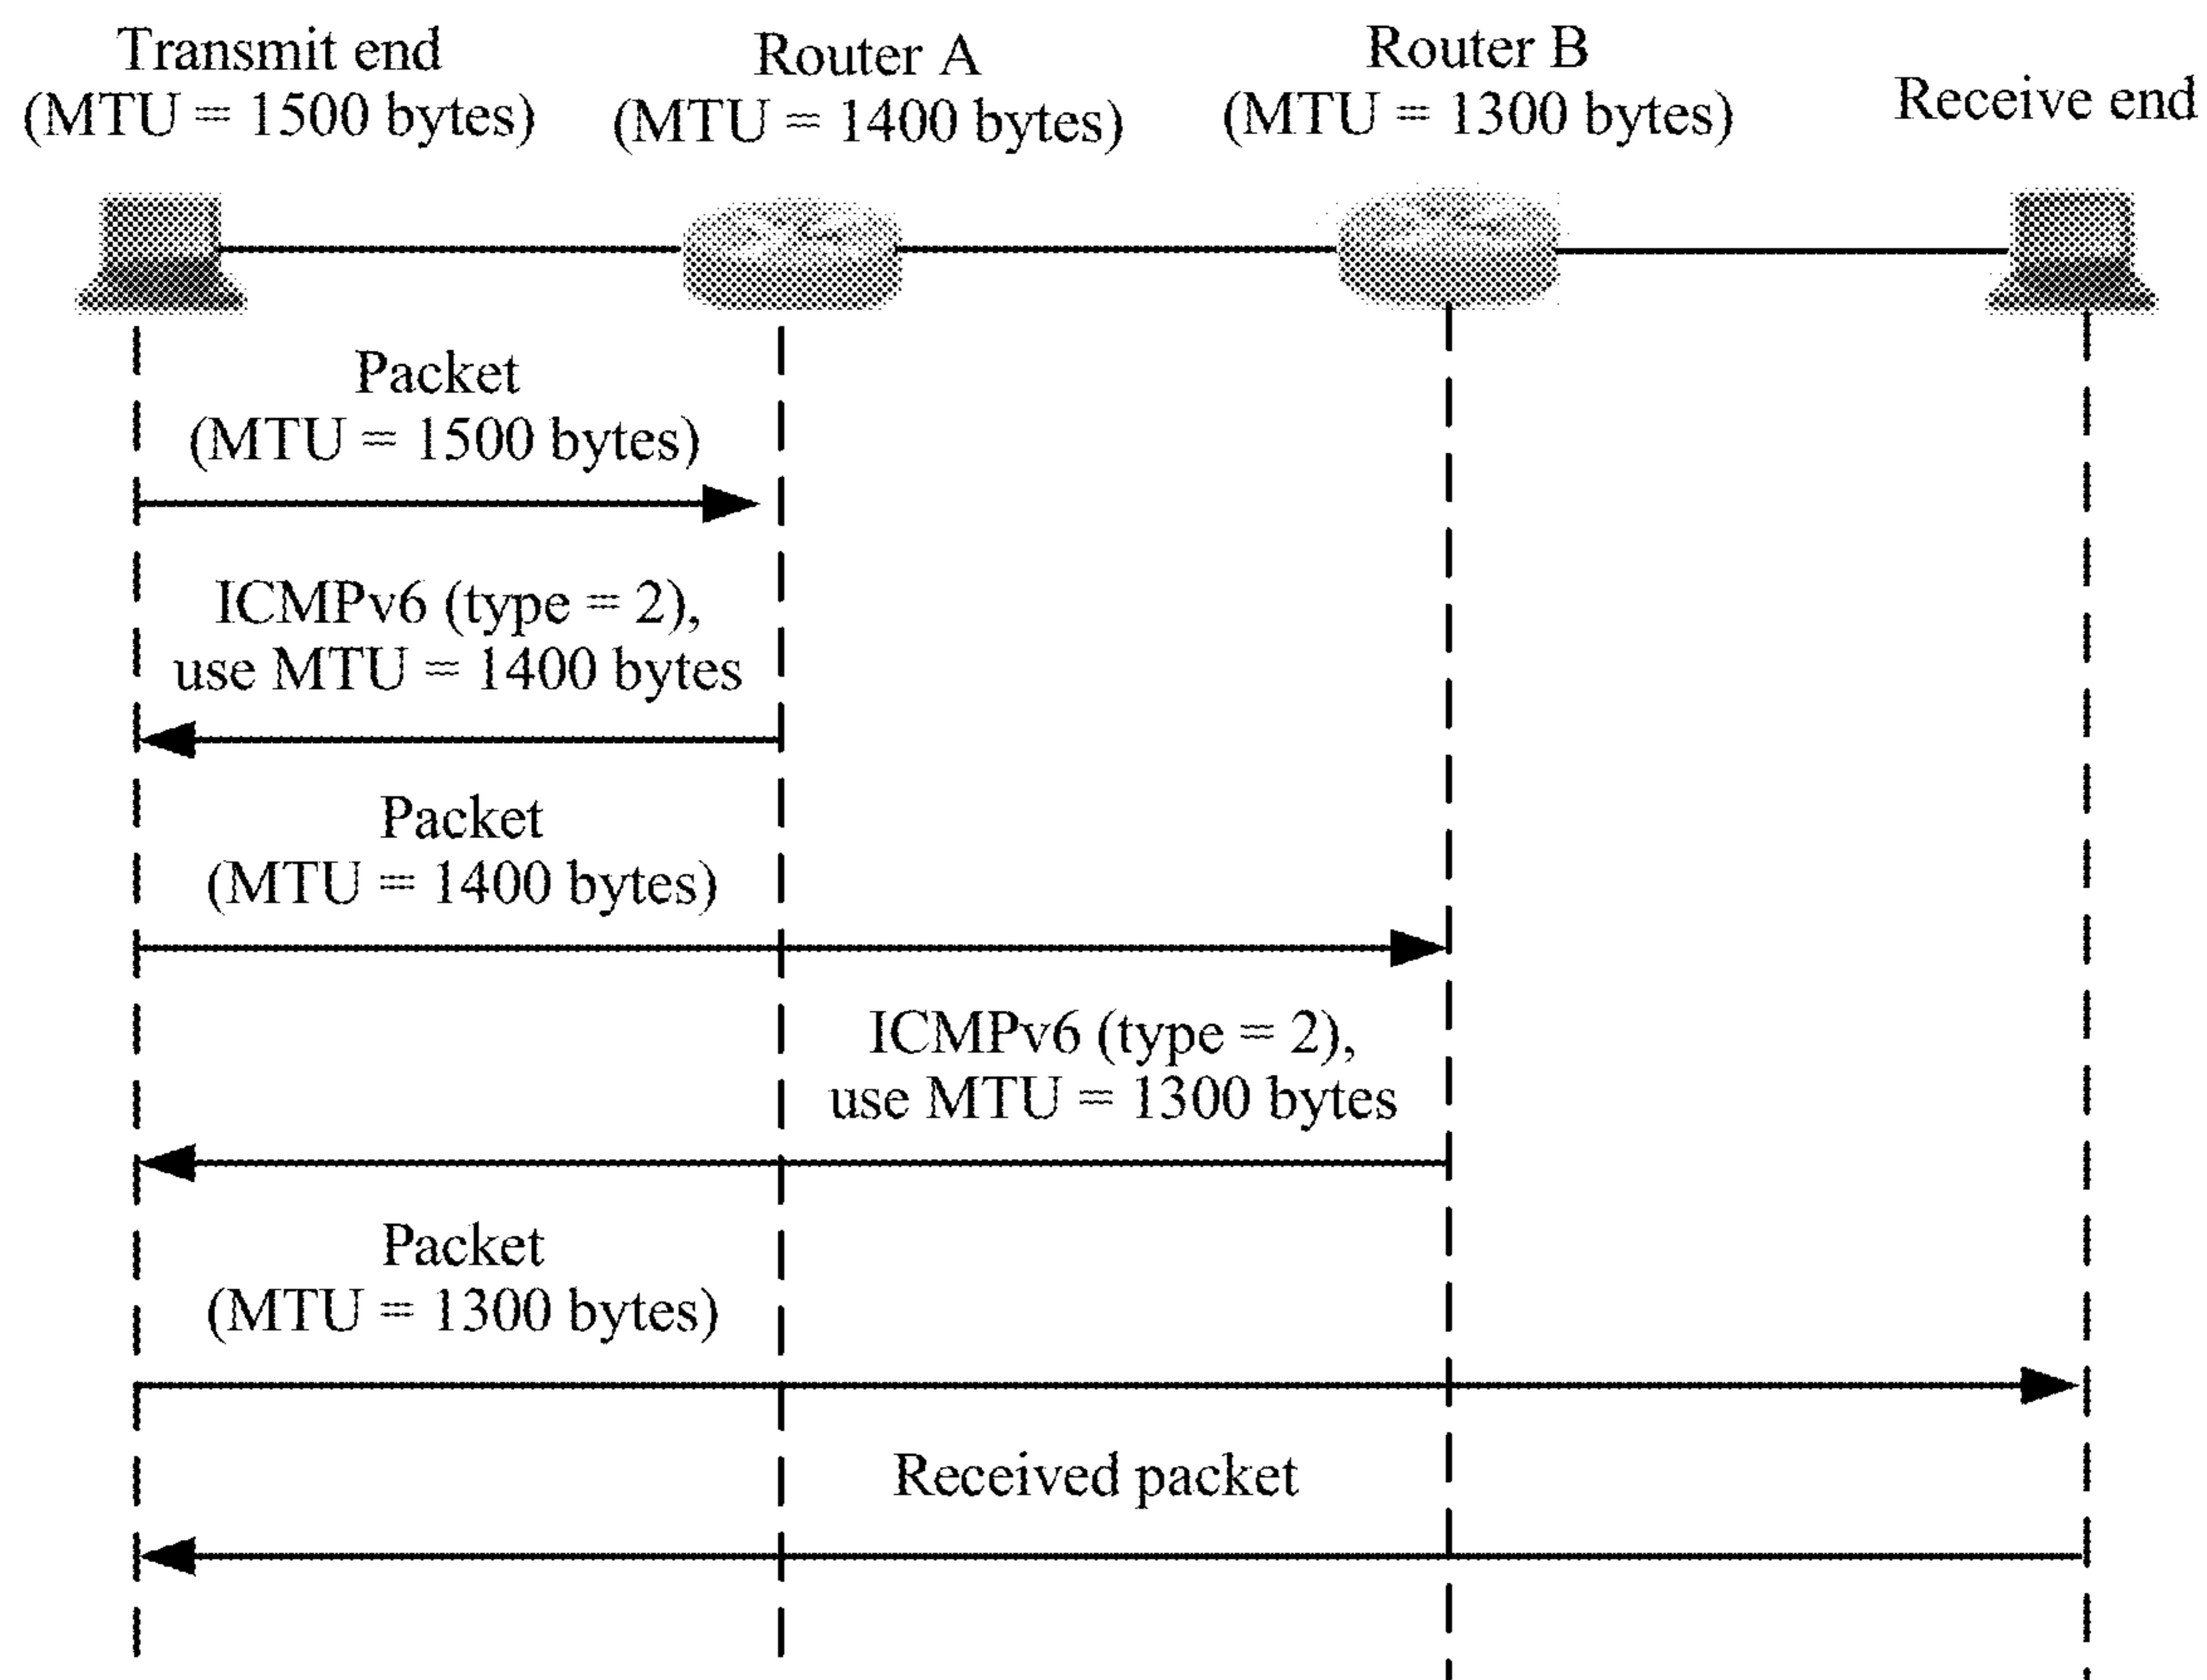 Transmit end
(MTU = 1500 bytes)
Router A
(MTU = 1400 bytes)
Router B
(MTU = 1300 bytes)
Receive end
Packet
(MTU = 1500 bytes)
ICMPv6 (type = 2),
use MTU = 1400 bytes
Packet
(MTU = 1400 bytes)
ICMPv6 (type = 2),
use MTU = 1300 bytes
Packet
(MTU = 1300 bytes)
Received packet